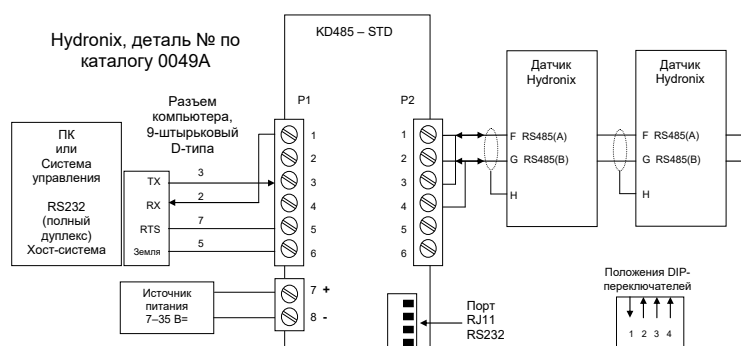 Hydronix, деталь № по
каталогу 0049A
KD485 – STD
P1
P2
Разъем
компьютера,
9-штырьковый
D-типа
ПК
или
Система
управления
RS232
(полный
дуплекс)
Хост-система
TX
RX
RTS
Земля
3
2
7
5
1
2
3
4
5
6
7 +
8 -
1
2
3
4
5
6
Датчик
Hydronix
F RS485(A)
G RS485(B)
H
Датчик
Hydronix
F RS485(A)
G RS485(B)
H
Источник
питания
7–35 В=
Порт
RJ11
RS232
Положения DIP-
переключателей
1 2 3 4